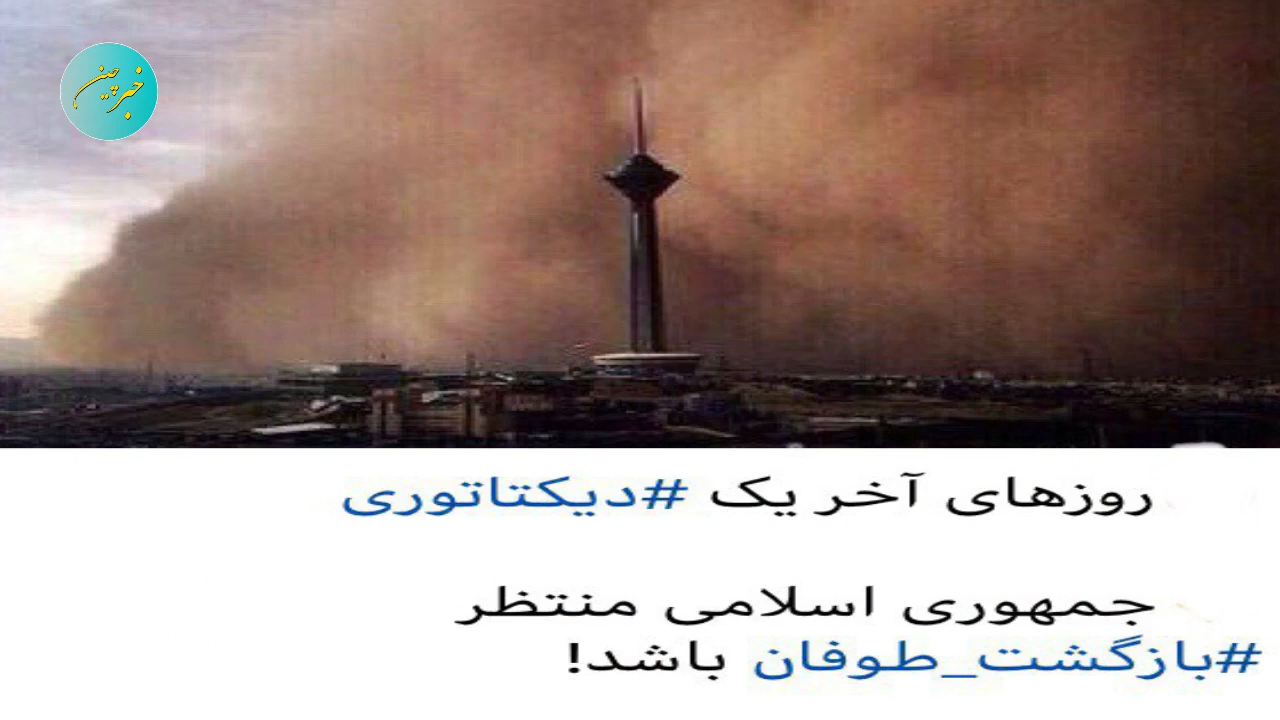 خبرچین
روزهای آخر یک #دیکتاتوری
جمهوری اسلامی منتظر
#بازگشت_طوفان باشد!